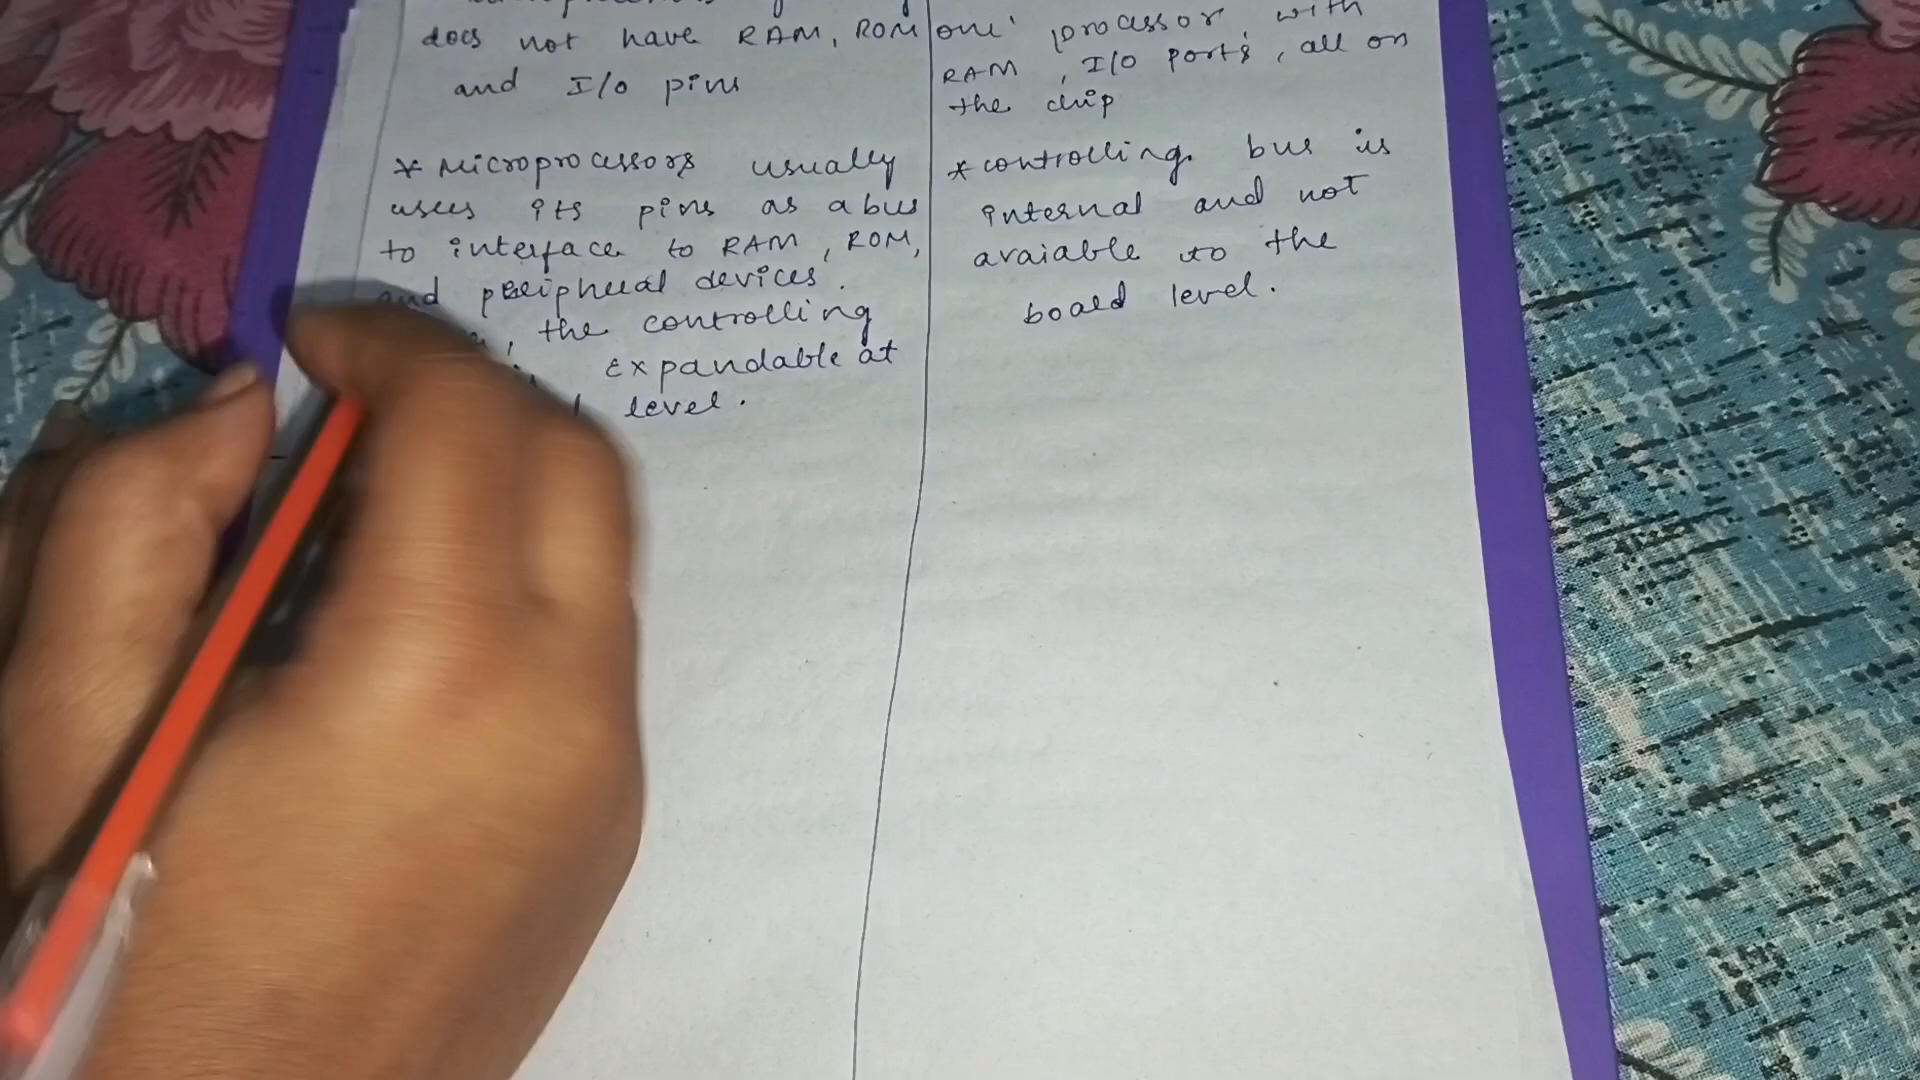 does not have RAM, ROM
and I/O pins
* Microprocessors usually
uses its pins as a bus
to interface to RAM, ROM,
and peripheral devices.
, the controlling
Expandable at
level.
one processor with
RAM , I/O ports , all on
the chip
* controlling bus is
internal and not
avaiable to the
board level.